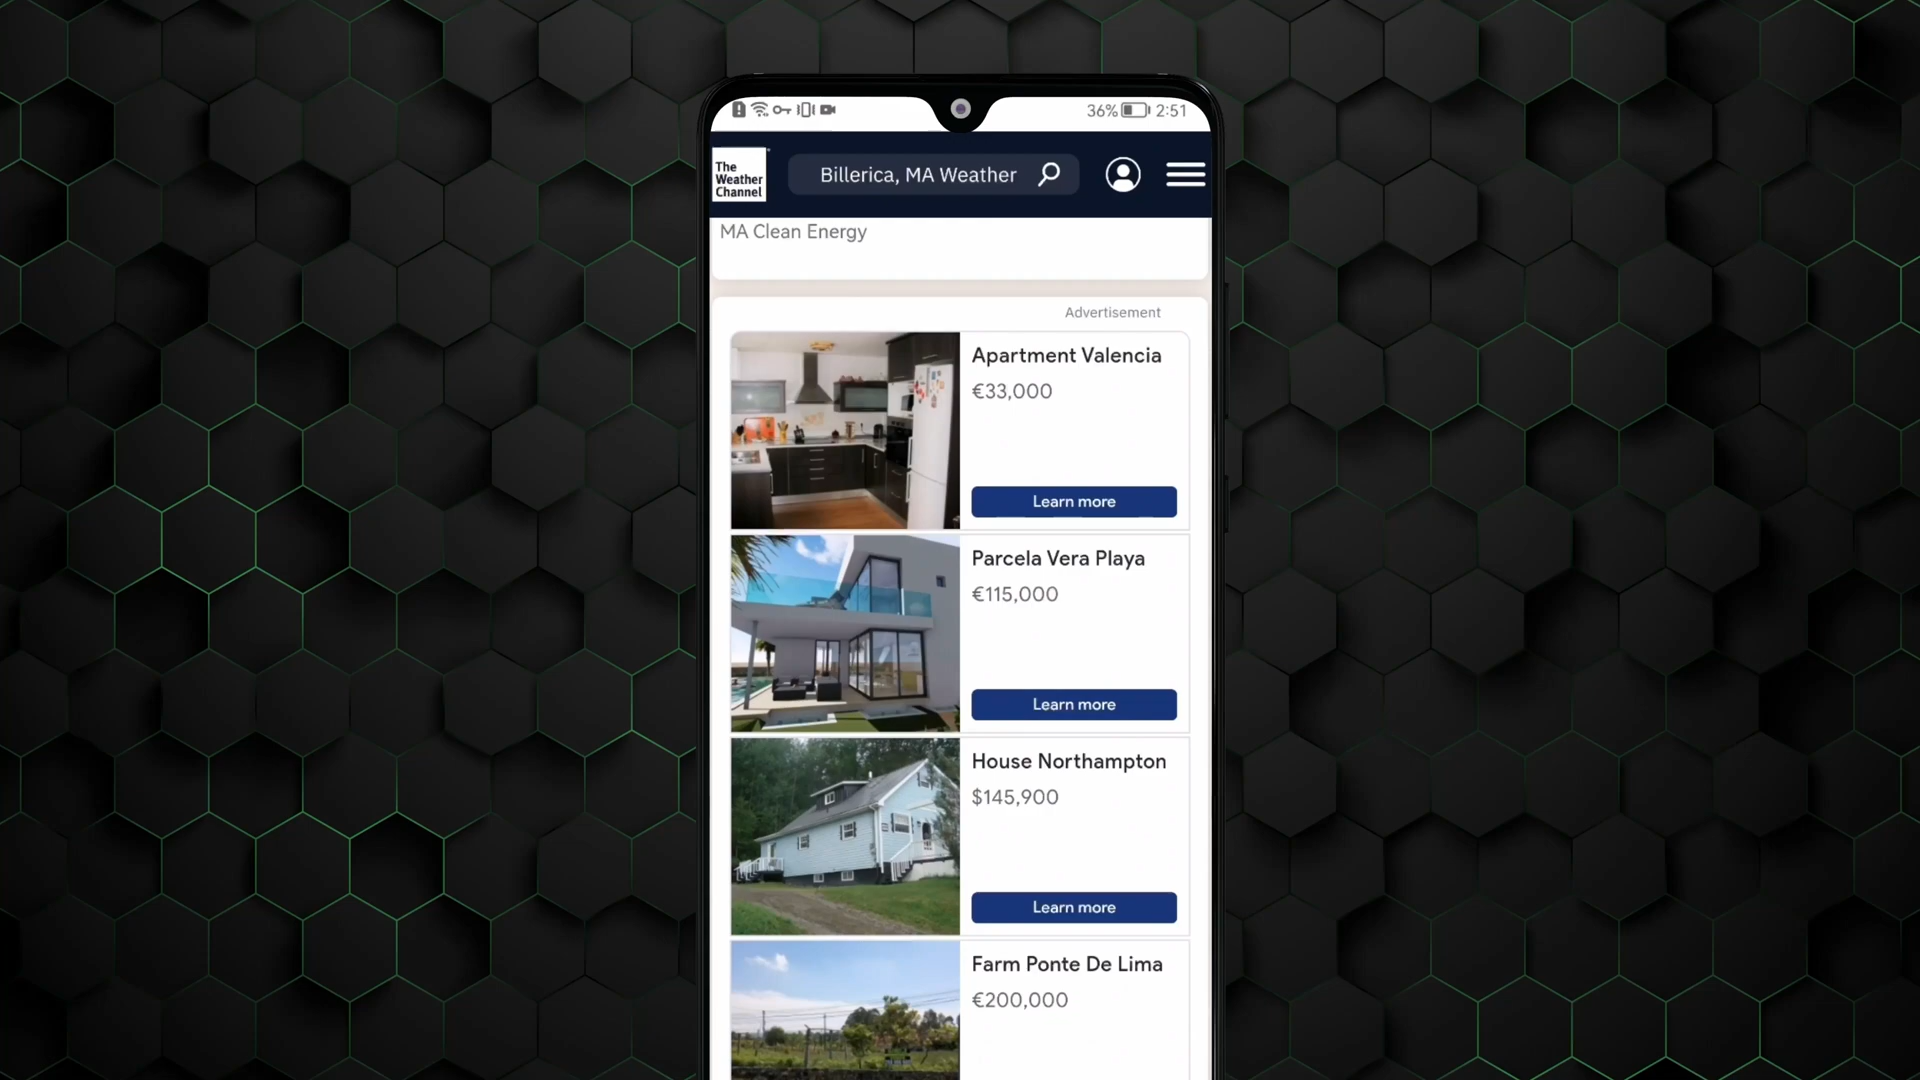 36% 2:51
The
Weather
Channel
Billerica, MA Weather
MA Clean Energy
Advertisement
Apartment Valencia
€33,000
Learn more
Parcela Vera Playa
€115,000
Learn more
House Northampton
$145,900
Learn more
Farm Ponte De Lima
€200,000